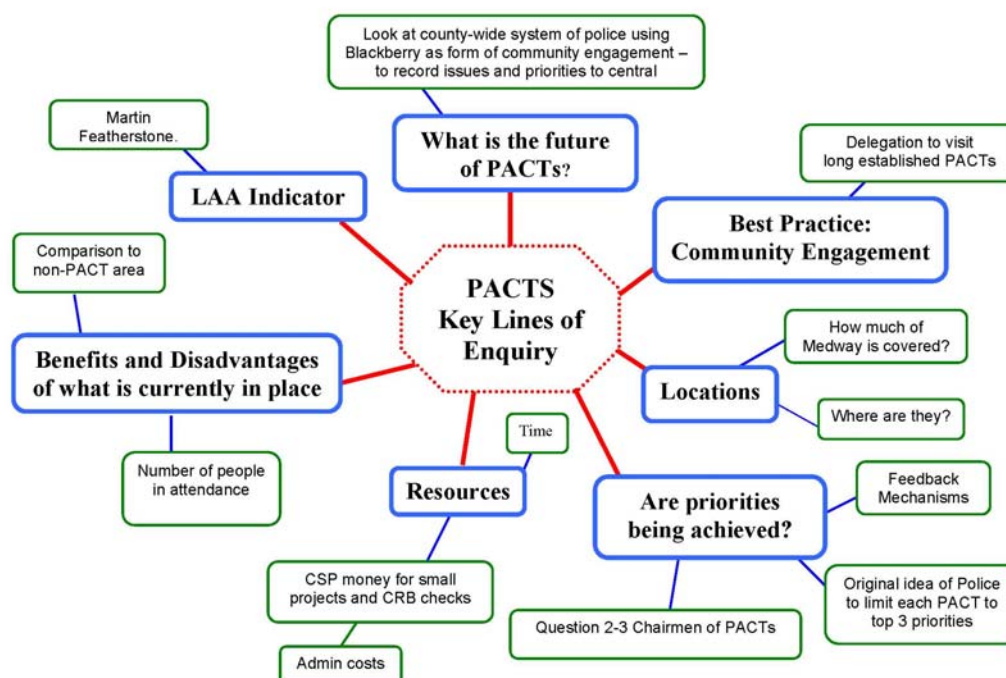 Look at county-wide system of police using
Blackberry as form of community engagement –
to record issues and priorities to central
Martin
Featherstone.
What is the future
of PACTs?
Delegation to visit
long established PACTs
LAA Indicator
Best Practice:
Community Engagement
Comparison to
non-PACT area
PACTS
Key Lines of
Enquiry
How much of
Medway is covered?
Benefits and Disadvantages
of what is currently in place
Locations
Where are they?
Time
Number of people
in attendance
Resources
Are priorities
being achieved?
Feedback
Mechanisms
CSP money for small
projects and CRB checks
Original idea of Police
to limit each PACT to
top 3 priorities
Question 2-3 Chairmen of PACTs
Admin costs